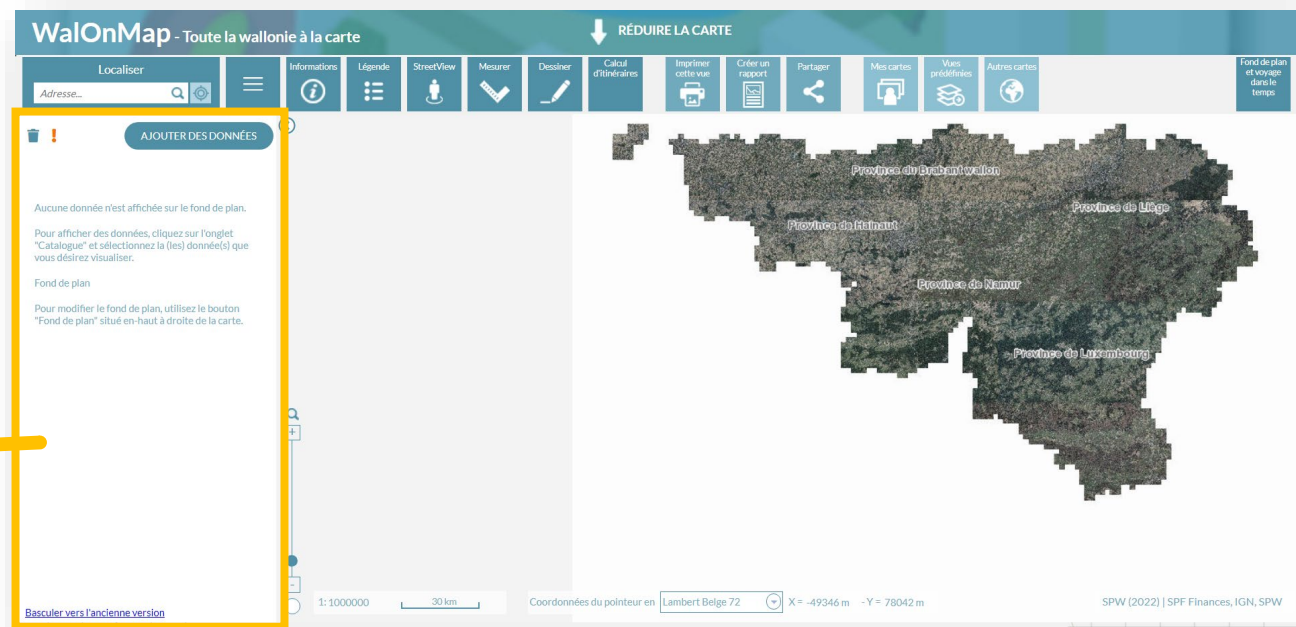 WalOnMap - Toute la wallonie à la carte
RÉDUIRE LA CARTE
Localiser
Adresse...
Informations
Légende
StreetView
Mesurer
Dessiner
Calcul
d'itinéraires
Imprimer
cette vue
Créer un
rapport
Partager
Mes cartes
Vues
prédéfinies
Autres cartes
Fond de plan
et voyage
dans le
temps
AJOUTER DES DONNÉES
Aucune donnée n'est affichée sur le fond de plan.
Pour afficher des données, cliquez sur l'onglet
"Catalogue" et sélectionnez la (les) donnée(s) que
vous désirez visualiser.
Fond de plan
Pour modifier le fond de plan, utilisez le bouton
"Fond de plan" situé en-haut à droite de la carte.
Province du Brabant wallon
Province de Liège
Province de Hainaut
Province de Namur
Province de Luxembourg
+
-
Basculer vers l'ancienne version
1: 1000000
30 km
Coordonnées du pointeur en
Lambert Belge 72
X = -49346 m - Y = 78042 m
SPW (2022) | SPF Finances, IGN, SPW